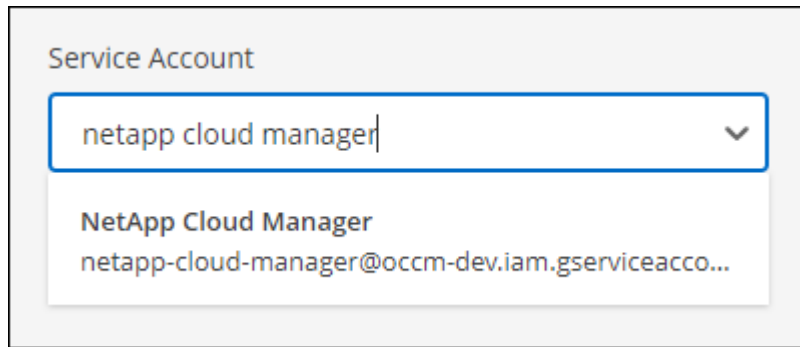 Service Account
netapp cloud manager
NetApp Cloud Manager
netapp-cloud-manager@occm-dev.iam.gserviceacco...